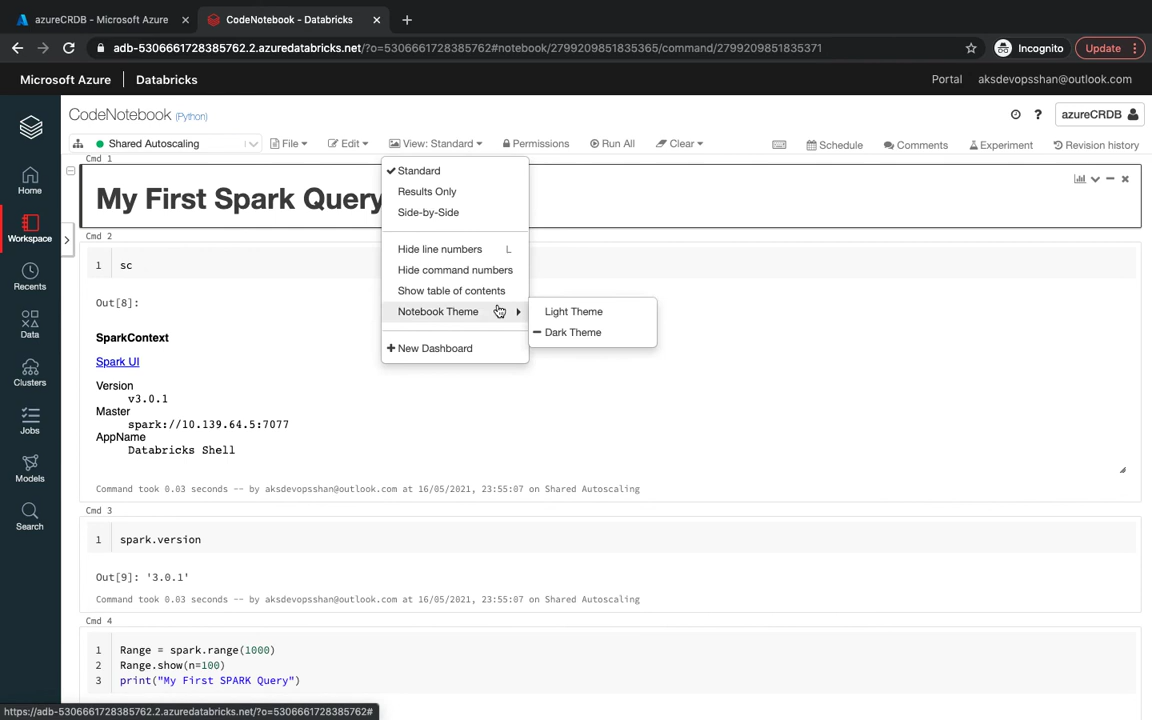 azureCRDB - Microsoft Azure
CodeNotebook - Databricks
adb-5306661728385762.2.azuredatabricks.net/?o=5306661728385762#notebook/2799209851835365/command/2799209851835371
Incognito
Update
Microsoft Azure
Databricks
Portal
aksdevopsshan@outlook.com
CodeNotebook (Python)
azureCRDB
Shared Autoscaling
File
Edit
View: Standard
Permissions
Run All
Clear
Schedule
Comments
Experiment
Revision history
Home
Workspace
Recents
Data
Clusters
Jobs
Models
Search
Cmd 1
My First Spark Query
Standard
Results Only
Side-by-Side
Hide line numbers L
Hide command numbers
Show table of contents
Notebook Theme
New Dashboard
Light Theme
Dark Theme
Cmd 2
1 sc
Out[8]:
SparkContext
Spark UI
Version
v3.0.1
Master
spark://10.139.64.5:7077
AppName
Databricks Shell
Command took 0.03 seconds -- by aksdevopsshan@outlook.com at 16/05/2021, 23:55:07 on Shared Autoscaling
Cmd 3
1 spark.version
Out[9]: '3.0.1'
Command took 0.03 seconds -- by aksdevopsshan@outlook.com at 16/05/2021, 23:55:07 on Shared Autoscaling
Cmd 4
1 Range = spark.range(1000)
2 Range.show(n=100)
3 print("My First SPARK Query")
https://adb-5306661728385762.2.azuredatabricks.net/?o=5306661728385762#